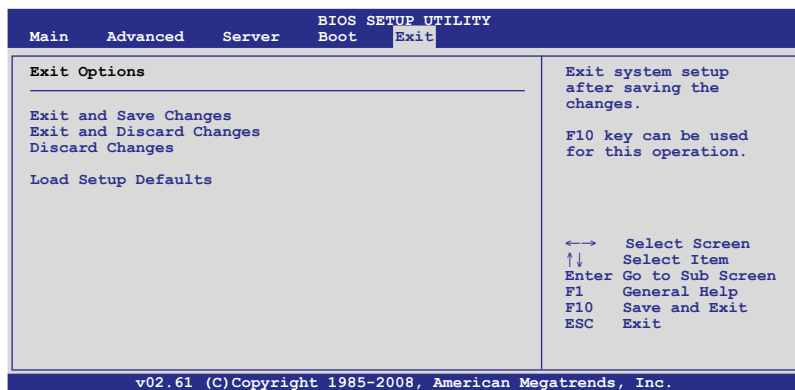 BIOS SETUP UTILITY
Main Advanced Server Boot Exit
Exit Options
Exit and Save Changes
Exit and Discard Changes
Discard Changes
Load Setup Defaults
Exit system setup
after saving the
changes.
F10 key can be used
for this operation.
←→ Select Screen
↑↓ Select Item
Enter Go to Sub Screen
F1 General Help
F10 Save and Exit
ESC Exit
v02.61 (C)Copyright 1985-2008, American Megatrends, Inc.